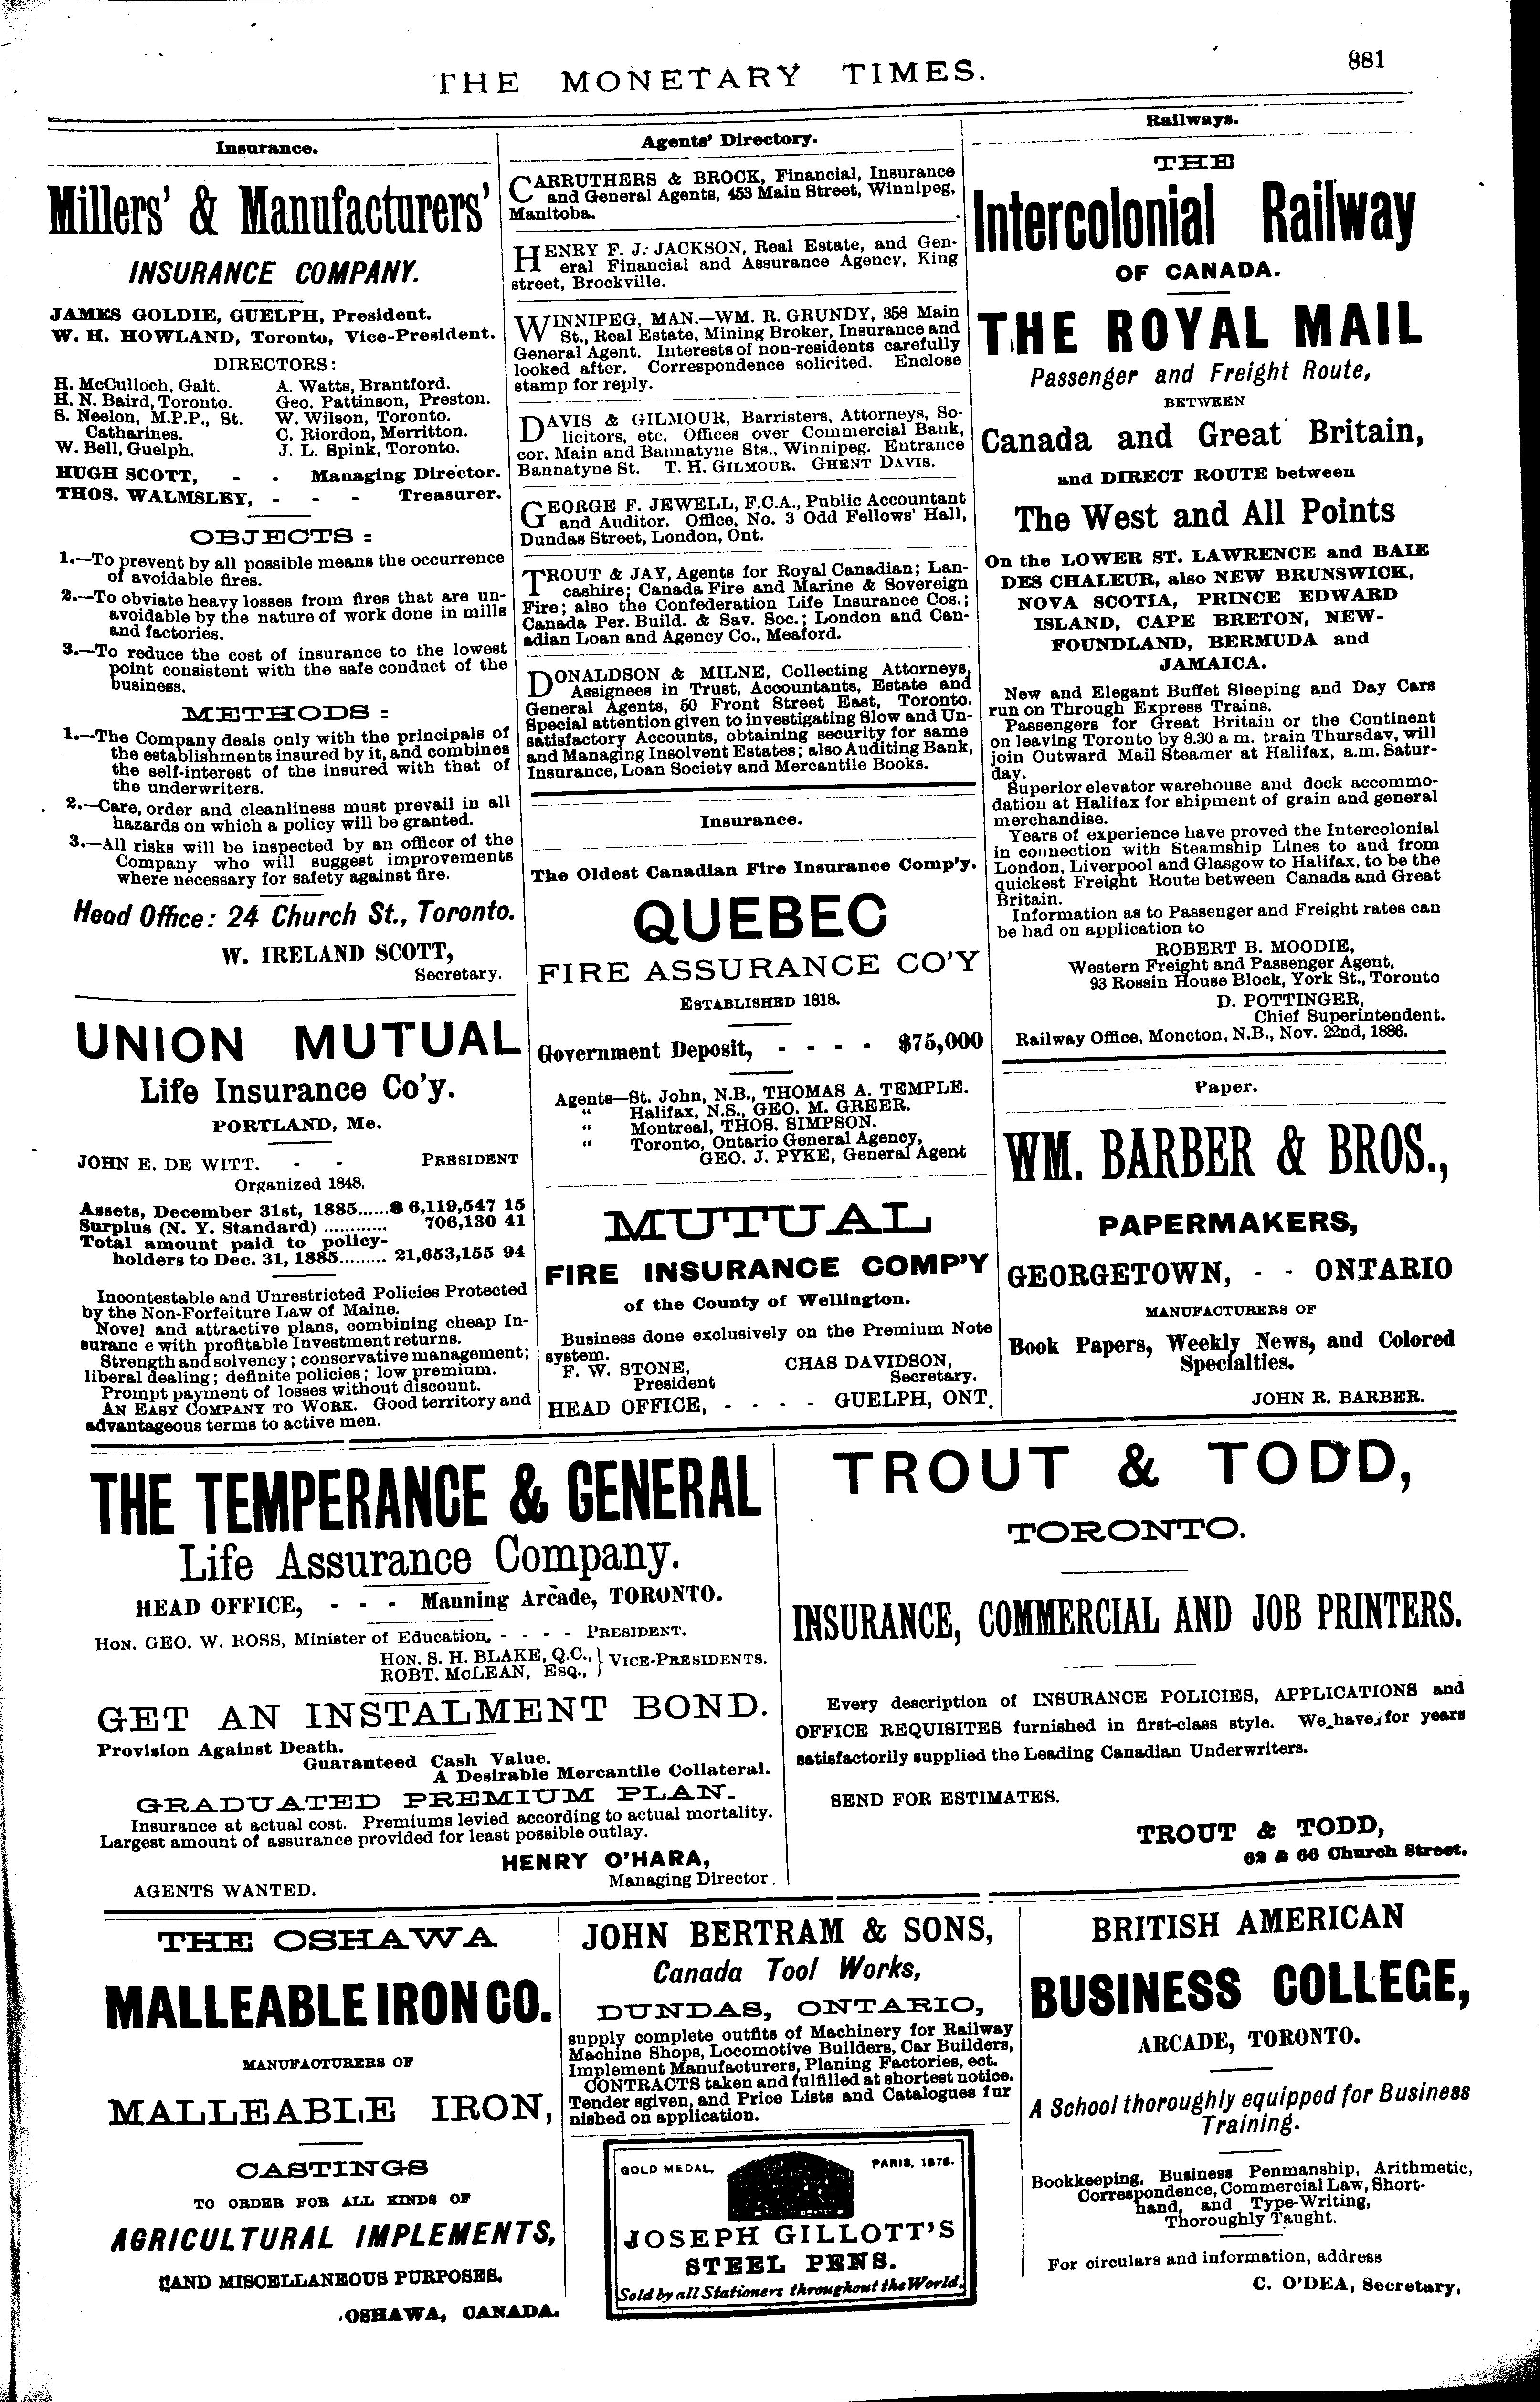 THE MONETARY TIMES.
881
Insurance.
Millers' & Manufacturers'
INSURANCE COMPANY.
JAMES GOLDIE, GUELPH, President.
W. H. HOWLAND, Toronto, Vice-President.
DIRECTORS:
H. McCulloch, Galt. A. Watts, Brantford.
H. N. Baird, Toronto. Geo. Pattinson, Preston.
S. Neelon, M.P.P., St. W. Wilson, Toronto.
Catharines. C. Riordon, Merritton.
W. Bell, Guelph. J. L. Spink, Toronto.
HUGH SCOTT, - - Managing Director.
THOS. WALMSLEY, - - - Treasurer.
OBJECTS:
1.—To prevent by all possible means the occurrence
of avoidable fires.
2.—To obviate heavy losses from fires that are un-
avoidable by the nature of work done in mills
and factories.
3.—To reduce the cost of insurance to the lowest
point consistent with the safe conduct of the
business.
METHODS:
1.—The Company deals only with the principals of
the establishments insured by it, and combines
the self-interest of the insured with that of
the underwriters.
2.—Care, order and cleanliness must prevail in all
hazards on which a policy will be granted.
3.—All risks will be inspected by an officer of the
Company who will suggest improvements
where necessary for safety against fire.
Head Office: 24 Church St., Toronto.
W. IRELAND SCOTT,
Secretary.
UNION MUTUAL
Life Insurance Co'y.
PORTLAND, Me.
JOHN E. DE WITT. - - PRESIDENT
Organized 1848.
Assets, December 31st, 1885......$ 6,119,547 15
Surplus (N. Y. Standard) ............ 706,130 41
Total amount paid to policy-
holders to Dec. 31, 1885......... 21,653,155 94
Incontestable and Unrestricted Policies Protected
by the Non-Forfeiture Law of Maine.
Novel and attractive plans, combining cheap In-
suranc e with profitable Investment returns.
Strength and solvency; conservative management;
liberal dealing; definite policies; low premium.
Prompt payment of losses without discount.
AN EASY COMPANY TO WORK. Good territory and
advantageous terms to active men.
Agents' Directory.
CARRUTHERS & BROCK, Financial, Insurance
and General Agents, 453 Main Street, Winnipeg,
Manitoba.
HENRY F. J. JACKSON, Real Estate, and Gen-
eral Financial and Assurance Agency, King
street, Brockville.
WINNIPEG, MAN.—WM. R. GRUNDY, 358 Main
St., Real Estate, Mining Broker, Insurance and
General Agent. Interests of non-residents carefully
looked after. Correspondence solicited. Enclose
stamp for reply.
DAVIS & GILMOUR, Barristers, Attorneys, So-
licitors, etc. Offices over Commercial Bank,
cor. Main and Bannatyne Sts., Winnipeg. Entrance
Bannatyne St. T. H. GILMOUR. GHENT DAVIS.
GEORGE F. JEWELL, F.C.A., Public Accountant
and Auditor. Office, No. 3 Odd Fellows' Hall,
Dundas Street, London, Ont.
TROUT & JAY, Agents for Royal Canadian; Lan-
cashire; Canada Fire and Marine & Sovereign
Fire; also the Confederation Life Insurance Cos.;
Canada Per. Build. & Sav. Soc.; London and Can-
adian Loan and Agency Co., Meaford.
DONALDSON & MILNE, Collecting Attorneys,
Assignees in Trust, Accountants, Estate and
General Agents, 50 Front Street East, Toronto.
Special attention given to investigating Slow and Un-
satisfactory Accounts, obtaining security for same
and Managing Insolvent Estates; also Auditing Bank,
Insurance, Loan Society and Mercantile Books.
Insurance.
The Oldest Canadian Fire Insurance Comp'y.
QUEBEC
FIRE ASSURANCE CO'Y
ESTABLISHED 1818.
Government Deposit, - - - - $75,000
Agents—St. John, N.B., THOMAS A. TEMPLE.
" Halifax, N.S., GEO. M. GREER.
" Montreal, THOS. SIMPSON.
" Toronto, Ontario General Agency,
GEO. J. PYKE, General Agent
MUTUAL
FIRE INSURANCE COMP'Y
of the County of Wellington.
Business done exclusively on the Premium Note
system.
F. W. STONE, CHAS DAVIDSON,
President Secretary.
HEAD OFFICE, - - - - GUELPH, ONT.
Railways.
THE
Intercolonial Railway
OF CANADA.
THE ROYAL MAIL
Passenger and Freight Route,
BETWEEN
Canada and Great Britain,
and DIRECT ROUTE between
The West and All Points
On the LOWER ST. LAWRENCE and BAIE
DES CHALEUR, also NEW BRUNSWICK,
NOVA SCOTIA, PRINCE EDWARD
ISLAND, CAPE BRETON, NEW-
FOUNDLAND, BERMUDA and
JAMAICA.
New and Elegant Buffet Sleeping and Day Cars
run on Through Express Trains.
Passengers for Great Britain or the Continent
on leaving Toronto by 8.30 a m. train Thursday, will
join Outward Mail Steamer at Halifax, a.m. Satur-
day.
Superior elevator warehouse and dock accommo-
dation at Halifax for shipment of grain and general
merchandise.
Years of experience have proved the Intercolonial
in connection with Steamship Lines to and from
London, Liverpool and Glasgow to Halifax, to be the
quickest Freight Route between Canada and Great
Britain.
Information as to Passenger and Freight rates can
be had on application to
ROBERT B. MOODIE,
Western Freight and Passenger Agent,
93 Rossin House Block, York St., Toronto
D. POTTINGER,
Chief Superintendent.
Railway Office, Moncton, N.B., Nov. 22nd, 1886.
Paper.
WM. BARBER & BROS.,
PAPERMAKERS,
GEORGETOWN, - - ONTARIO
MANUFACTURERS OF
Book Papers, Weekly News, and Colored
Specialties.
JOHN R. BARBER.
THE TEMPERANCE & GENERAL
Life Assurance Company.
HEAD OFFICE, - - - Manning Arcade, TORONTO.
HON. GEO. W. ROSS, Minister of Education, - - - - PRESIDENT.
HON. S. H. BLAKE, Q.C., } VICE-PRESIDENTS.
ROBT. McLEAN, ESQ., }
GET AN INSTALMENT BOND.
Provision Against Death.
Guaranteed Cash Value.
A Desirable Mercantile Collateral.
GRADUATED PREMIUM PLAN.
Insurance at actual cost. Premiums levied according to actual mortality.
Largest amount of assurance provided for least possible outlay.
HENRY O'HARA,
Managing Director.
AGENTS WANTED.
TROUT & TODD,
TORONTO.
INSURANCE, COMMERCIAL AND JOB PRINTERS.
Every description of INSURANCE POLICIES, APPLICATIONS and
OFFICE REQUISITES furnished in first-class style. We have for years
satisfactorily supplied the Leading Canadian Underwriters.
SEND FOR ESTIMATES.
TROUT & TODD,
62 & 66 Church Street.
THE OSHAWA
MALLEABLE IRON CO.
MANUFACTURERS OF
MALLEABLE IRON,
CASTINGS
TO ORDER FOR ALL KINDS OF
AGRICULTURAL IMPLEMENTS,
AND MISCELLANEOUS PURPOSES.
OSHAWA, CANADA.
JOHN BERTRAM & SONS,
Canada Tool Works,
DUNDAS, ONTARIO,
supply complete outfits of Machinery for Railway
Machine Shops, Locomotive Builders, Car Builders,
Implement Manufacturers, Planing Factories, ect.
CONTRACTS taken and fulfilled at shortest notice.
Tender sgiven, and Price Lists and Catalogues fur
nished on application.
GOLD MEDAL, PARIS, 1878.
JOSEPH GILLOTT'S
STEEL PENS.
Sold by all Stationers throughout the World.
BRITISH AMERICAN
BUSINESS COLLEGE,
ARCADE, TORONTO.
A School thoroughly equipped for Business
Training.
Bookkeeping, Business Penmanship, Arithmetic,
Correspondence, Commercial Law, Short-
hand, and Type-Writing,
Thoroughly Taught.
For circulars and information, address
C. O'DEA, Secretary,